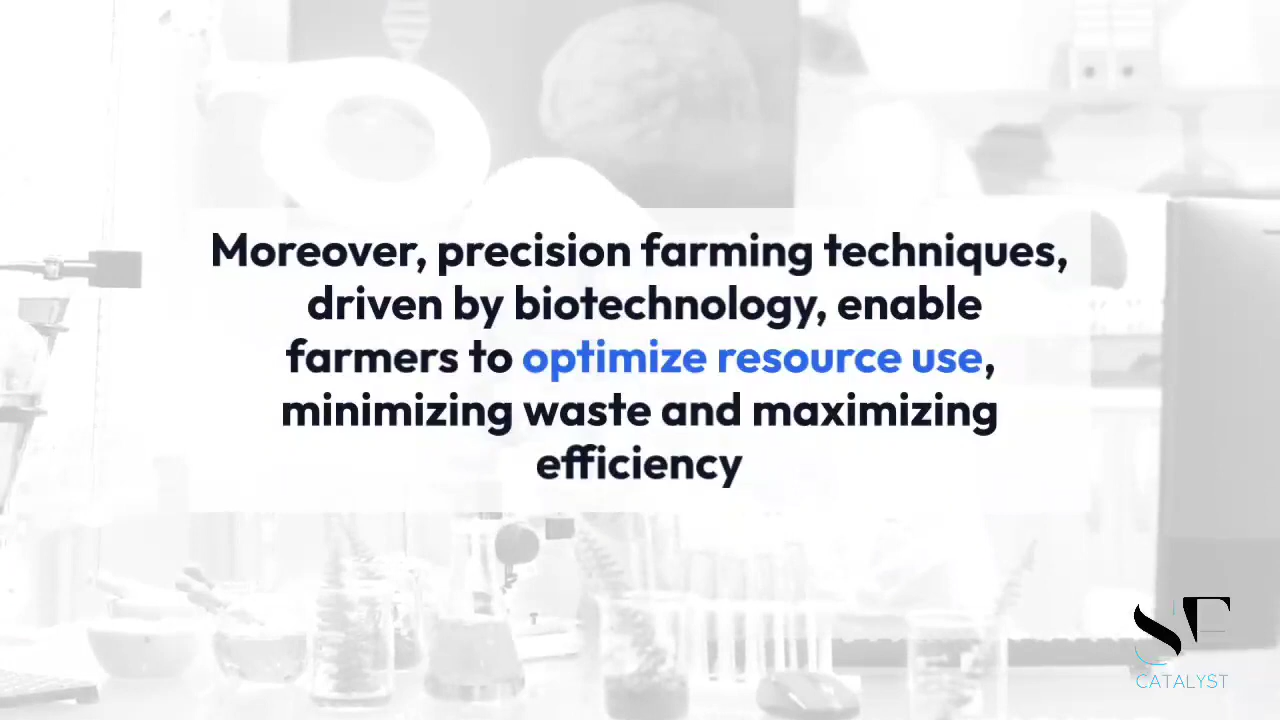 Moreover, precision farming techniques,
driven by biotechnology, enable
farmers to optimize resource use,
minimizing waste and maximizing
efficiency
SF
CATALYST